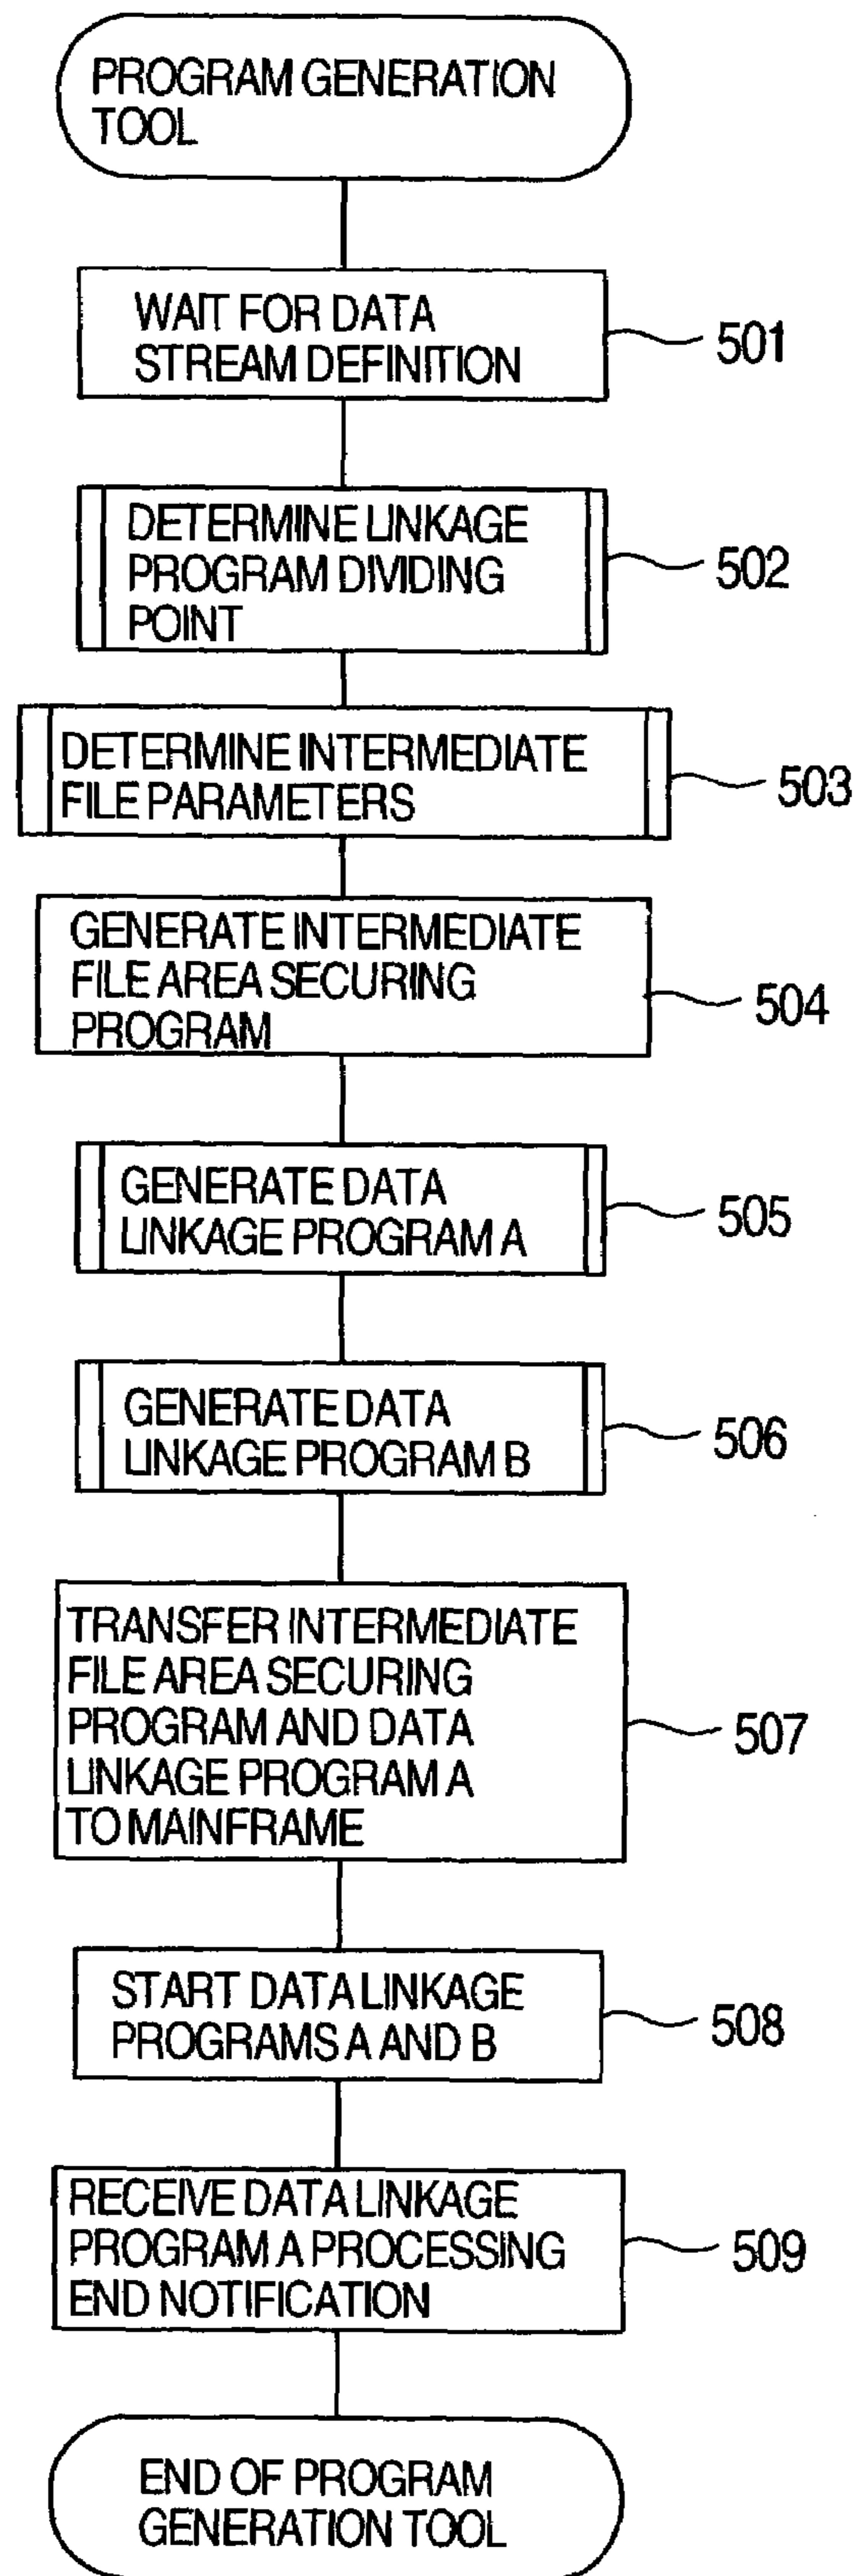 PROGRAM GENERATION
TOOL
WAIT FOR DATA
STREAM DEFINITION
501
DETERMINE LINKAGE
PROGRAM DIVIDING
POINT
502
DETERMINE INTERMEDIATE
FILE PARAMETERS
503
GENERATE INTERMEDIATE
FILE AREA SECURING
PROGRAM
504
GENERATE DATA
LINKAGE PROGRAM A
505
GENERATE DATA
LINKAGE PROGRAM B
506
TRANSFER INTERMEDIATE
FILE AREA SECURING
PROGRAM AND DATA
LINKAGE PROGRAM A
TO MAINFRAME
507
START DATA LINKAGE
PROGRAMS A AND B
508
RECEIVE DATA LINKAGE
PROGRAM A PROCESSING
END NOTIFICATION
509
END OF PROGRAM
GENERATION TOOL